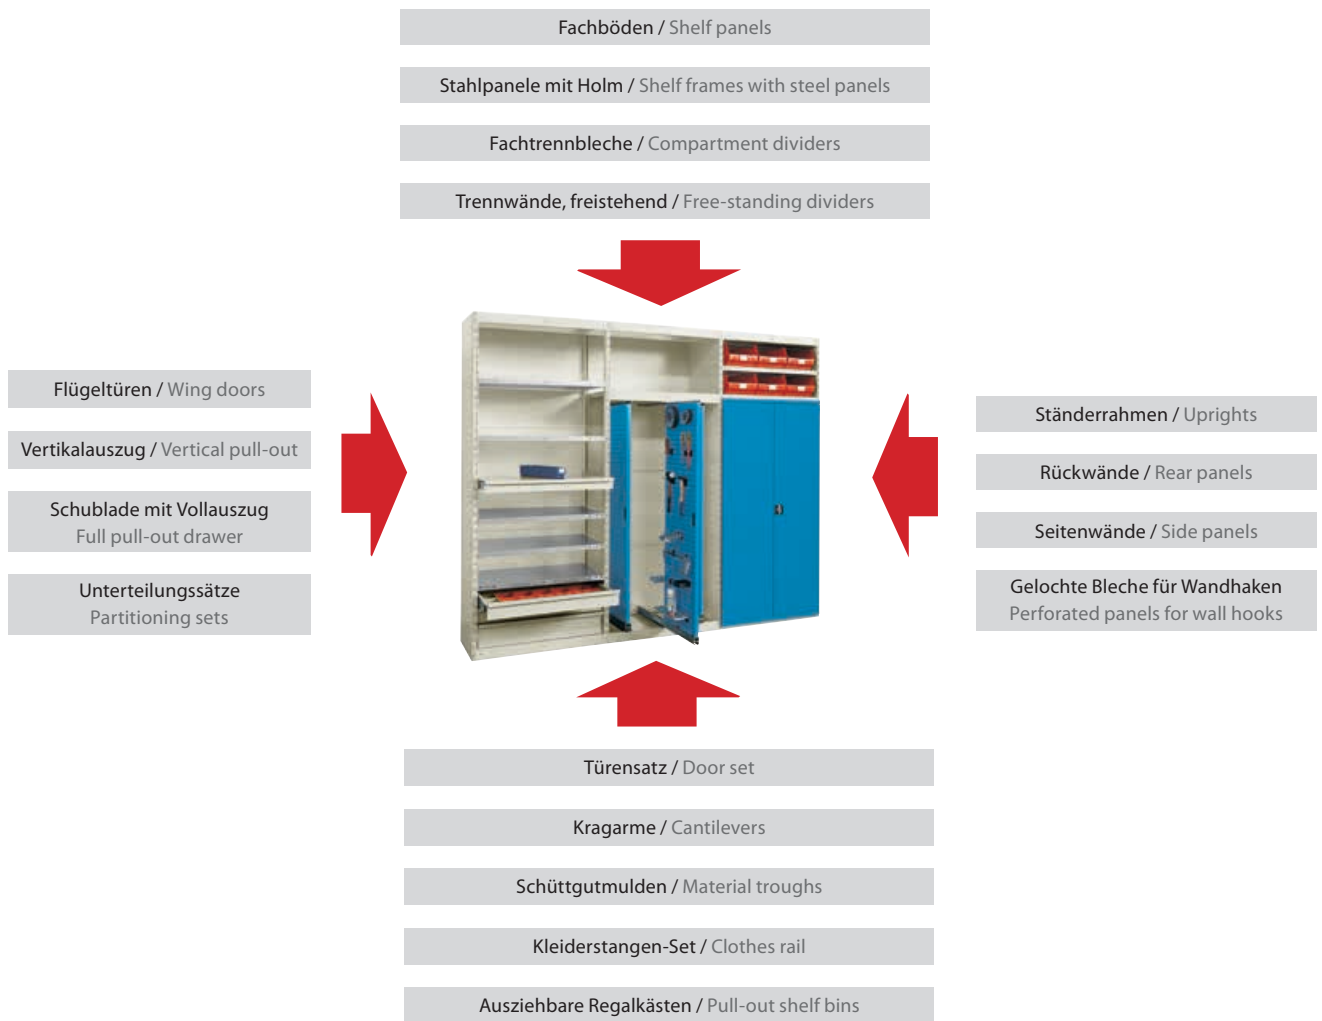 Fachböden / Shelf panels
Stahlpanele mit Holm / Shelf frames with steel panels
Fachtrennbleche / Compartment dividers
Trennwände, freistehend / Free-standing dividers
Flügeltüren / Wing doors
Vertikalauszug / Vertical pull-out
Schublade mit Vollauszug
Full pull-out drawer
Unterteilungssätze
Partitioning sets
Ständerrahmen / Uprights
Rückwände / Rear panels
Seitenwände / Side panels
Gelochte Bleche für Wandhaken
Perforated panels for wall hooks
Türensatz / Door set
Kragarme / Cantilevers
Schüttgutmulden / Material troughs
Kleiderstangen-Set / Clothes rail
Ausziehbare Regalkästen / Pull-out shelf bins